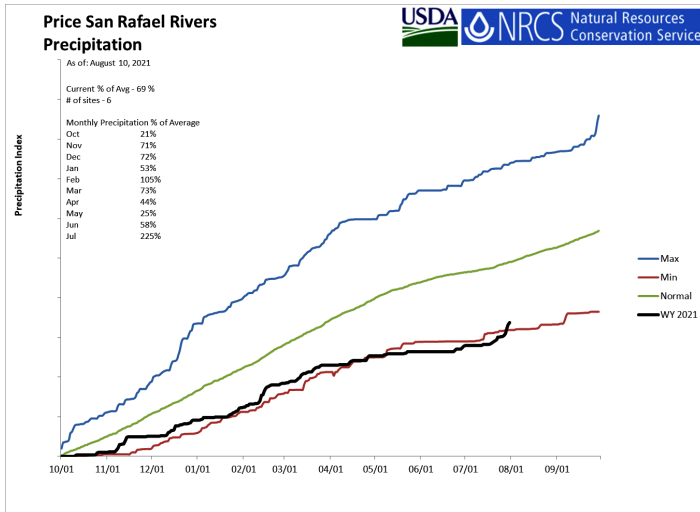 Price San Rafael Rivers
Precipitation
USDA
NRCS
Natural Resources
Conservation Service
As of: August 10, 2021
Current % of Avg - 69 %
# of sites - 6
Monthly Precipitation % of Average
Oct 21%
Nov 71%
Dec 72%
Jan 53%
Feb 105%
Mar 73%
Apr 44%
May 25%
Jun 58%
Jul 225%
Precipitation Index
Max
Min
Normal
WY 2021
10/01 11/01 12/01 01/01 02/01 03/01 04/01 05/01 06/01 07/01 08/01 09/01